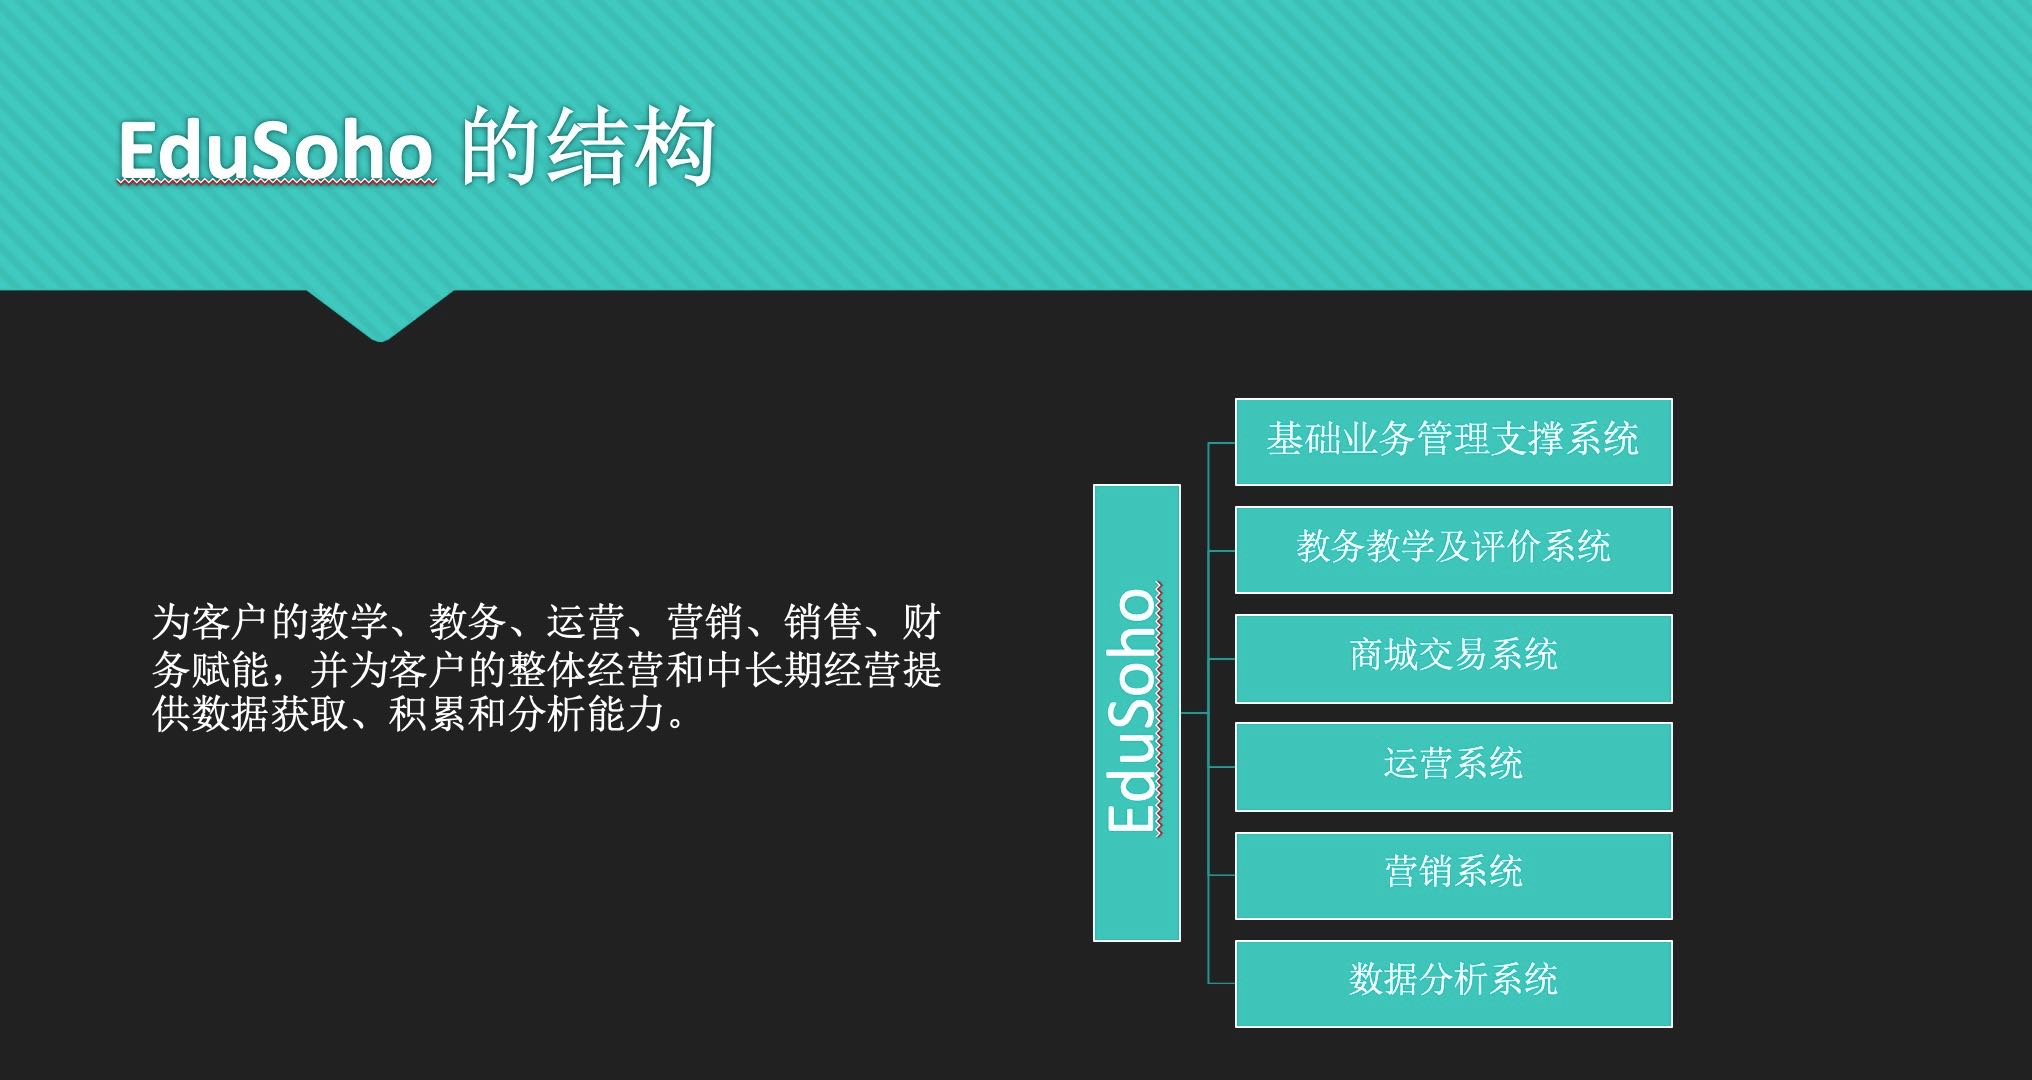 EduSoho 的结构
为客户的教学、教务、运营、营销、销售、财
务赋能，并为客户的整体经营和中长期经营提
供数据获取、积累和分析能力。
EduSoho
基础业务管理支撑系统
教务教学及评价系统
商城交易系统
运营系统
营销系统
数据分析系统